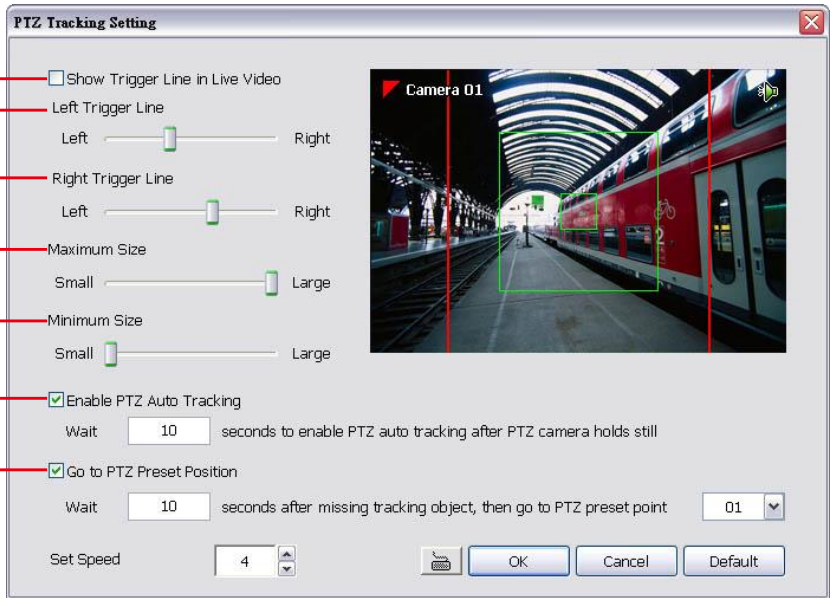 PTZ Tracking Setting
Show Trigger Line in Live Video
Left Trigger Line
Left Right
Right Trigger Line
Left Right
Maximum Size
Small Large
Minimum Size
Small Large
Camera 01
2
Enable PTZ Auto Tracking
Wait 10 seconds to enable PTZ auto tracking after PTZ camera holds still
Go to PTZ Preset Position
Wait 10 seconds after missing tracking object, then go to PTZ preset point 01
Set Speed 4 OK Cancel Default